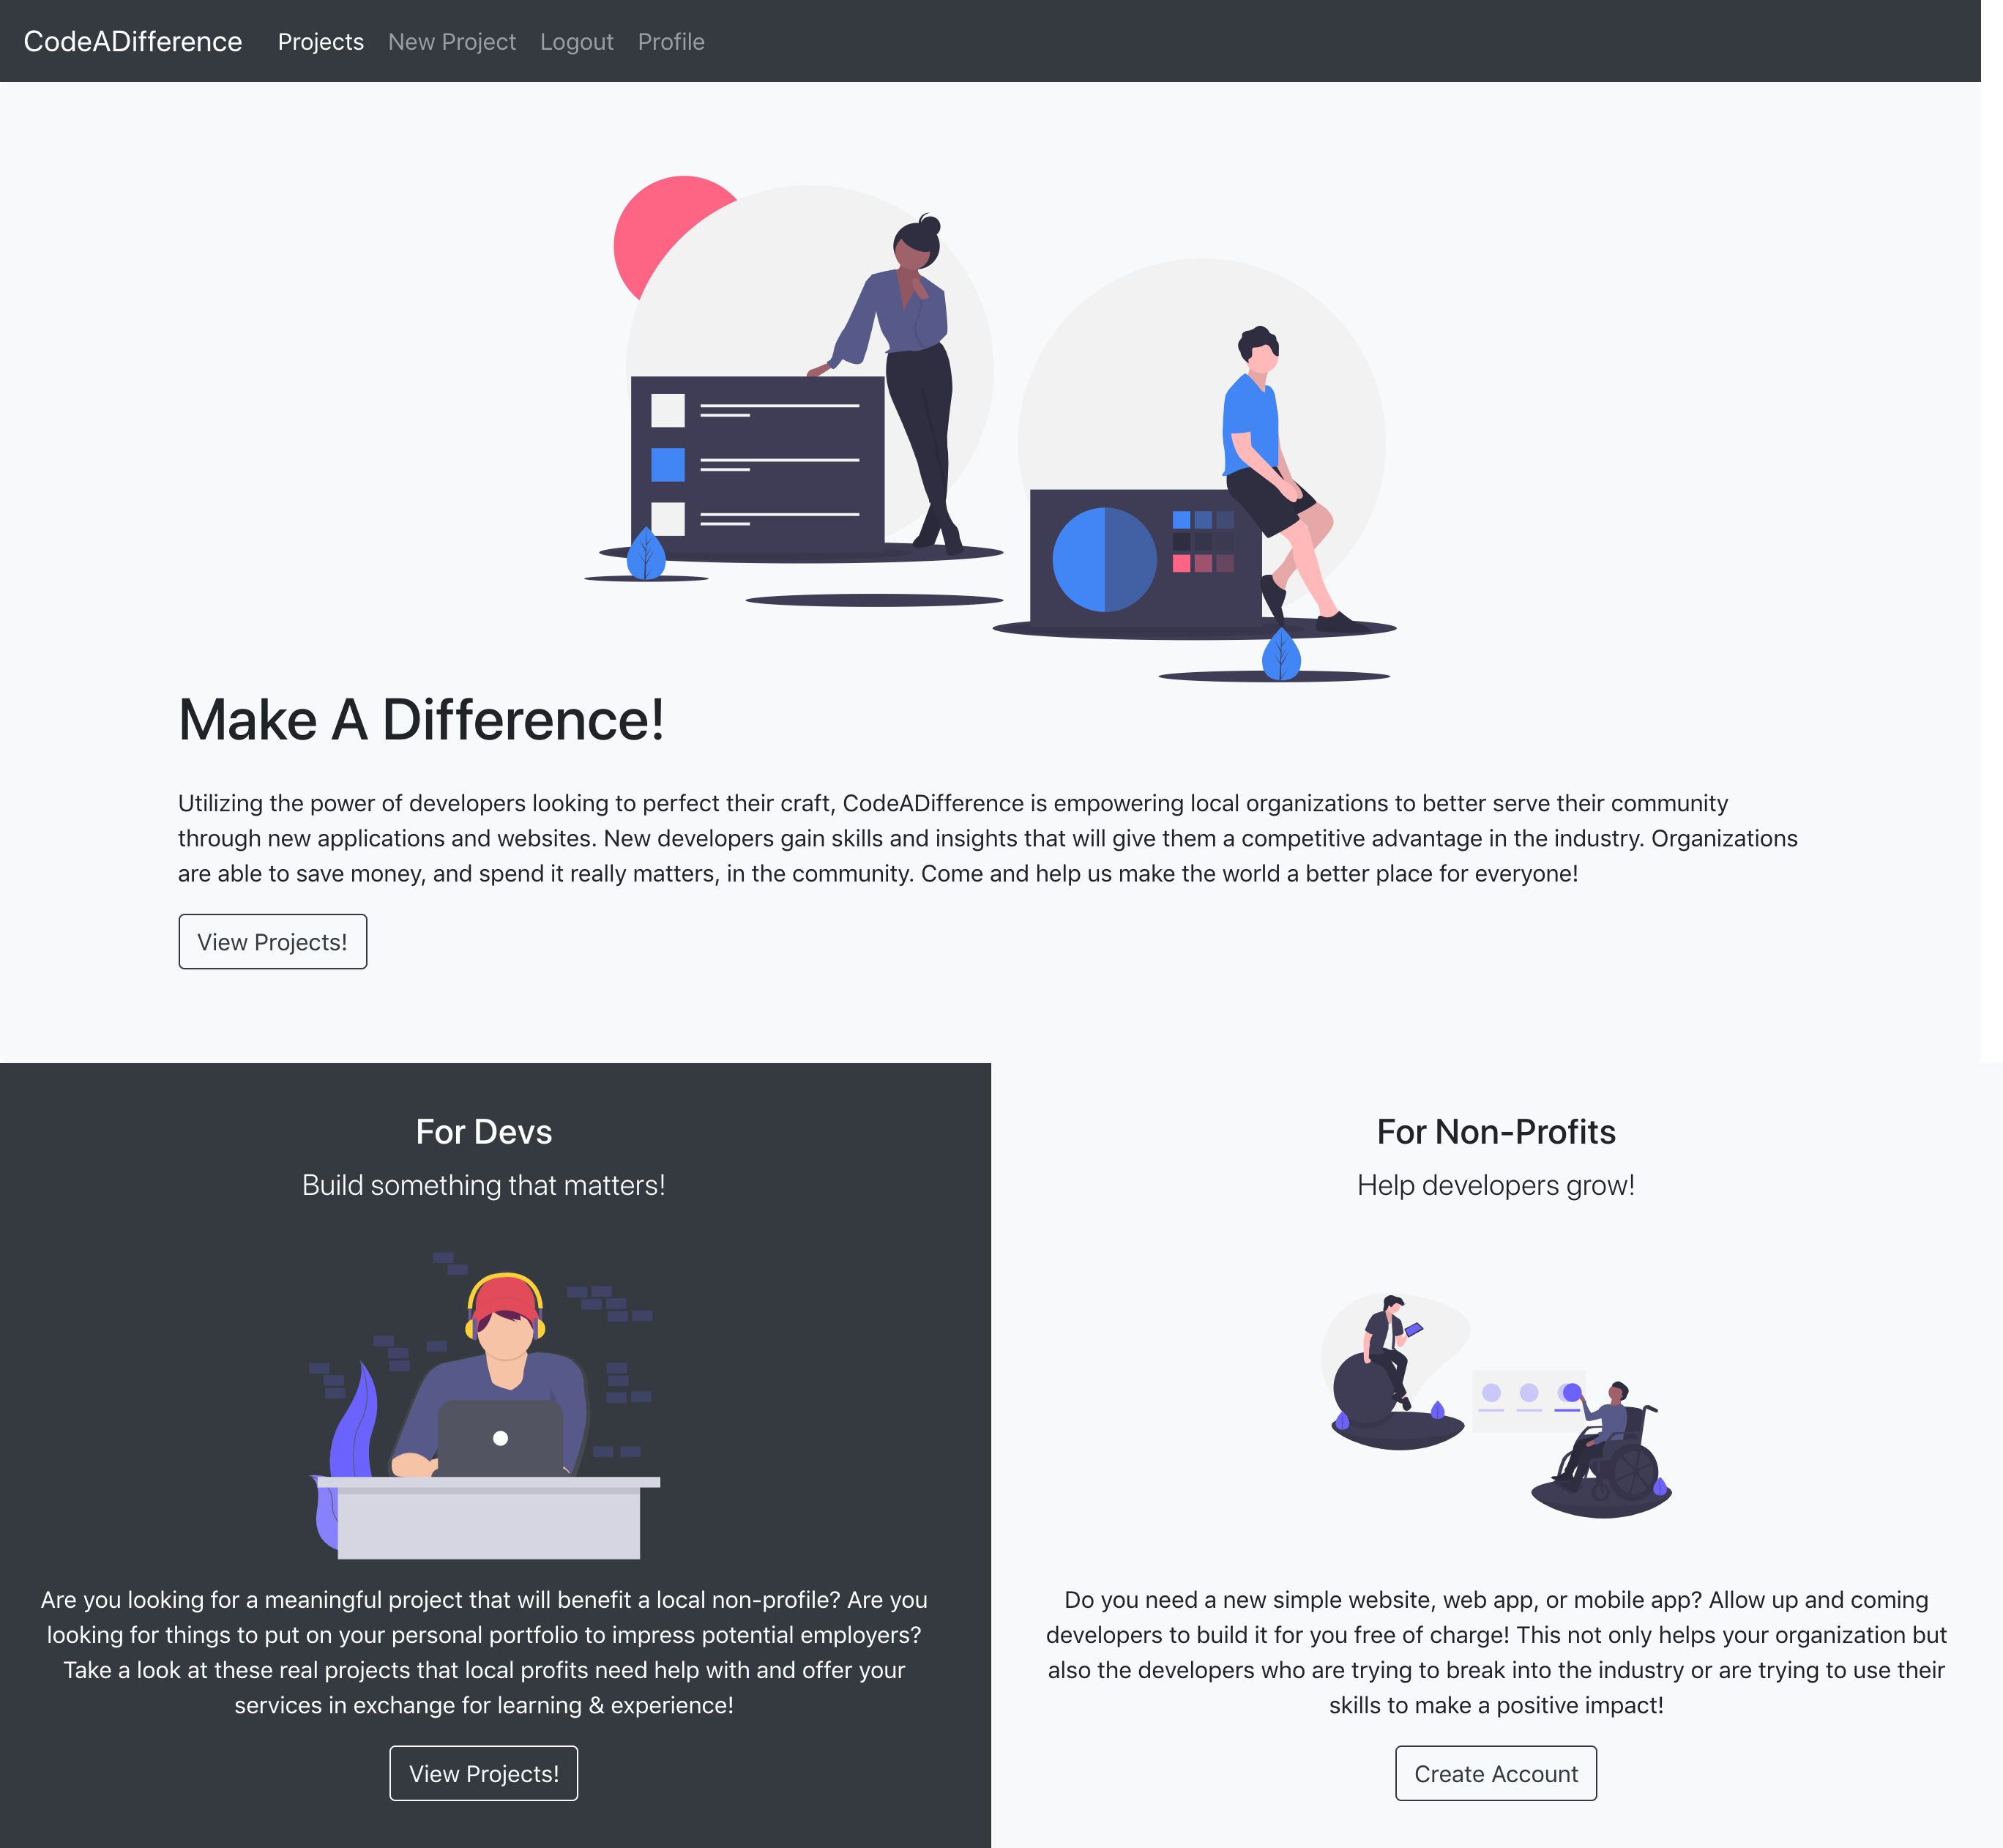 CodeADifference Projects New Project Logout Profile
Make A Difference!
Utilizing the power of developers looking to perfect their craft, CodeADifference is empowering local organizations to better serve their community
through new applications and websites. New developers gain skills and insights that will give them a competitive advantage in the industry. Organizations
are able to save money, and spend it really matters, in the community. Come and help us make the world a better place for everyone!
View Projects!
For Devs
Build something that matters!
Are you looking for a meaningful project that will benefit a local non-profile? Are you
looking for things to put on your personal portfolio to impress potential employers?
Take a look at these real projects that local profits need help with and offer your
services in exchange for learning & experience!
View Projects!
For Non-Profits
Help developers grow!
Do you need a new simple website, web app, or mobile app? Allow up and coming
developers to build it for you free of charge! This not only helps your organization but
also the developers who are trying to break into the industry or are trying to use their
skills to make a positive impact!
Create Account